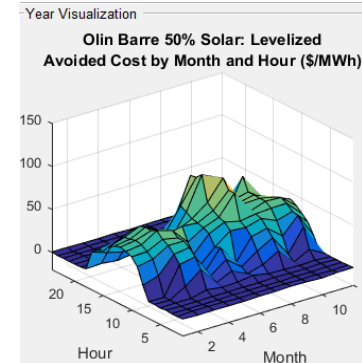 Year Visualization
Olin Barre 50% Solar: Levelized
Avoided Cost by Month and Hour ($/MWh)
150
100
50
0
20
15
10
5
Hour
2
4
6
8
10
Month